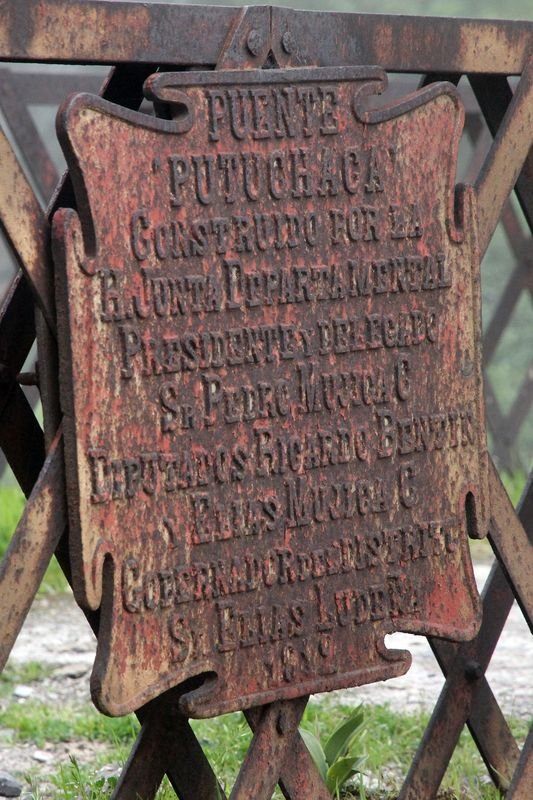 PUENTE
"PUTUCHACA"
CONSTRUIDO POR LA
H. JUNTA DEPARTAMENTAL
PRESIDENTE Y DELEGADO
SR PEDRO MUJICA C
DIPUTADOS RICARDO BENTIN
Y ELIAS MUJICA C
GOBERNADOR DEL DISTRITO
SR ELIAS LUDEÑA